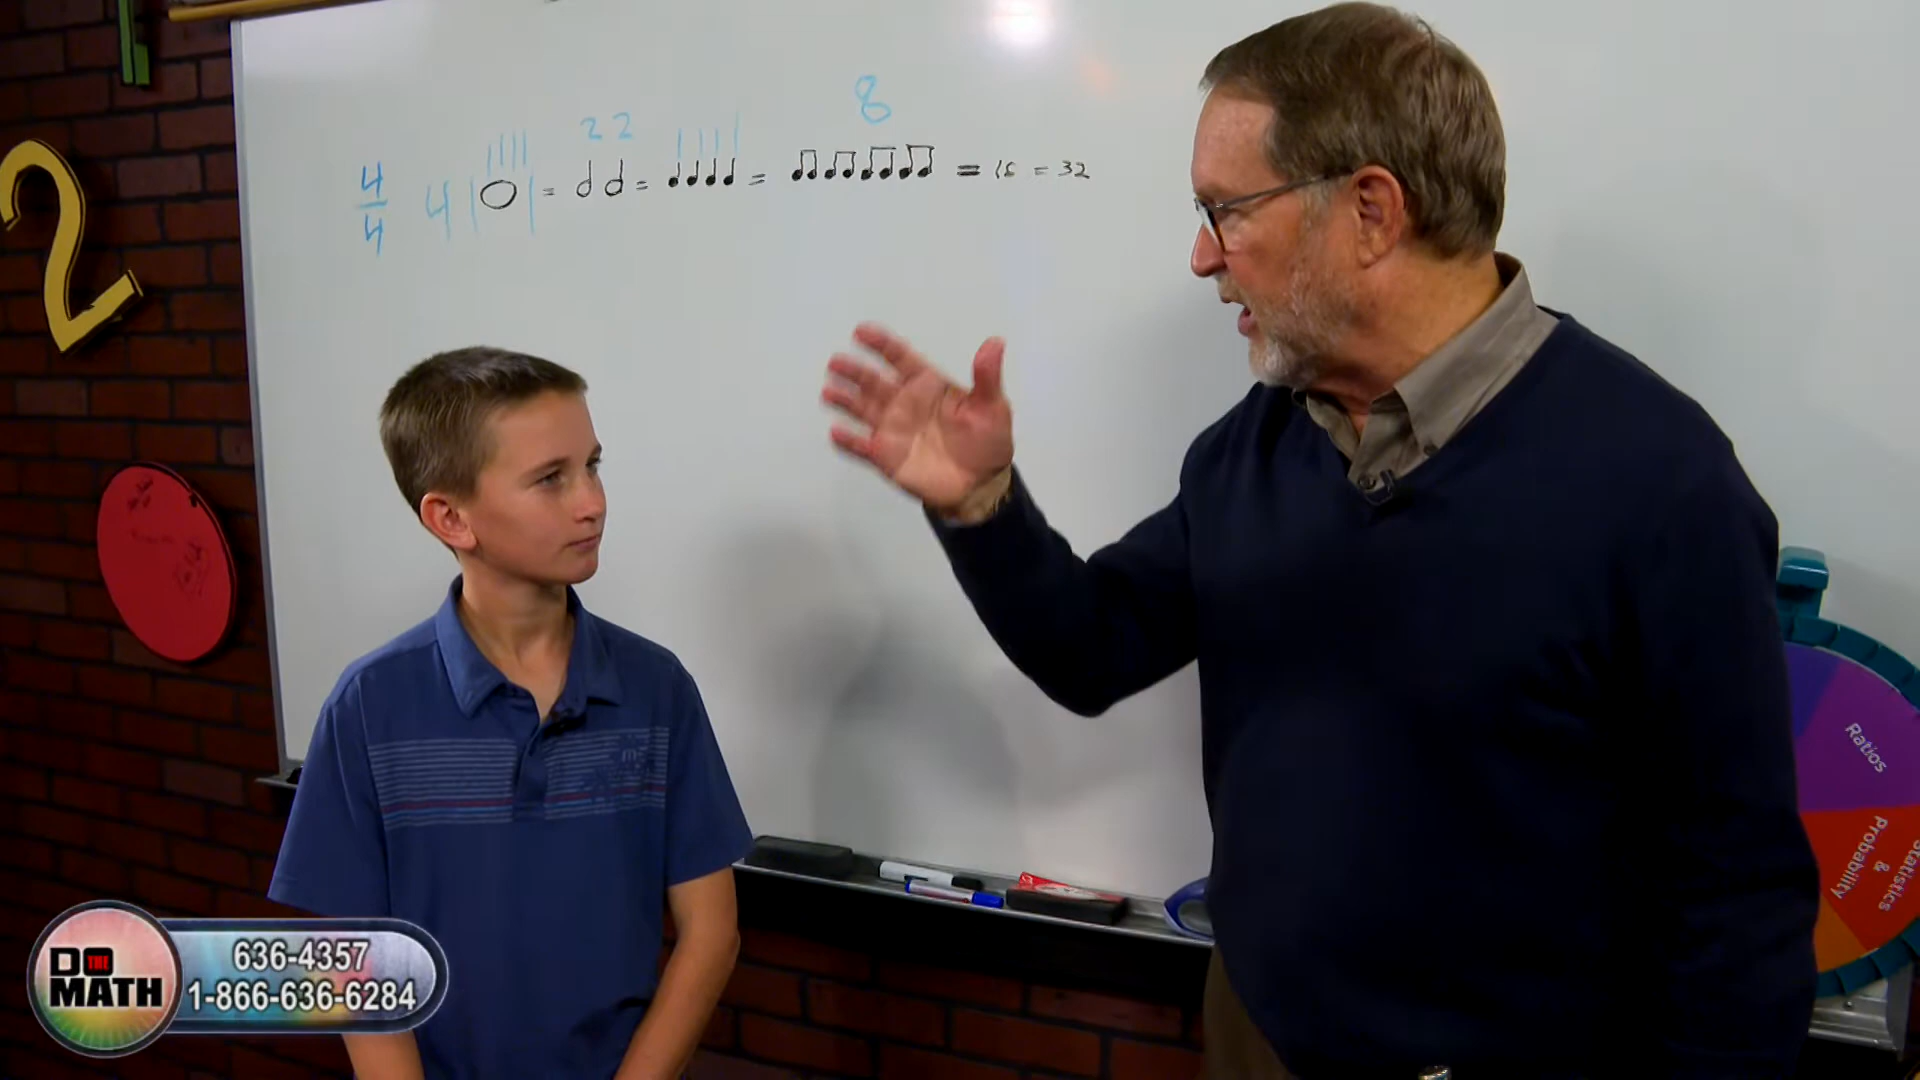 8
2 2
4/4 4 | = = = = 16 = 32
Ratios
Statistics & Probability
DO THE MATH
636-4357
1-866-636-6284